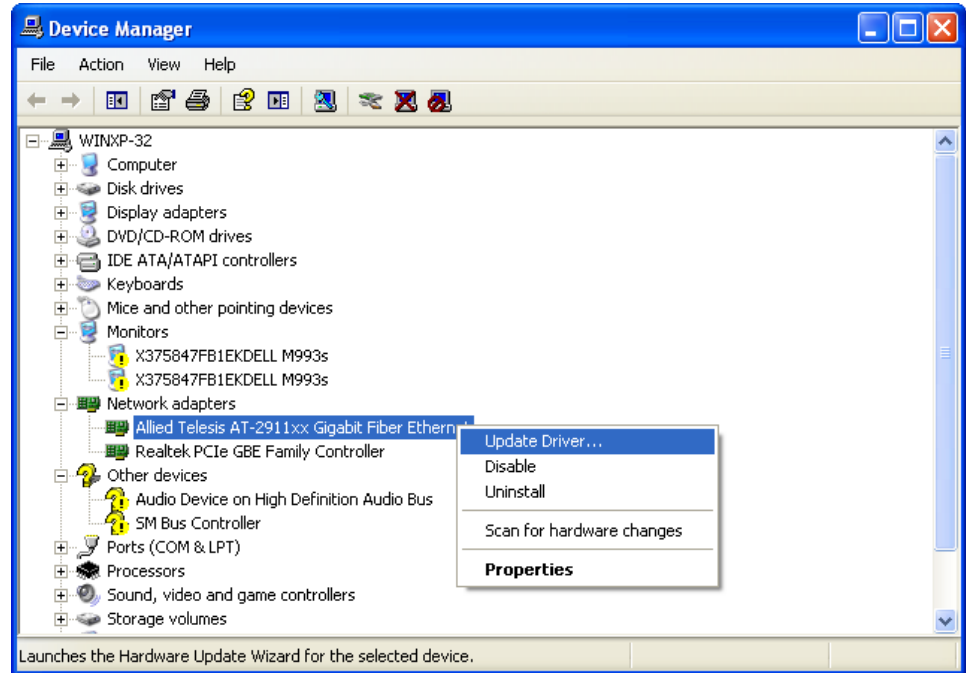 Device Manager
File Action View Help
WINXP-32
Computer
Disk drives
Display adapters
DVD/CD-ROM drives
IDE ATA/ATAPI controllers
Keyboards
Mice and other pointing devices
Monitors
X375847FB1EKDELL M993s
X375847FB1EKDELL M993s
Network adapters
Allied Telesis AT-2911xx Gigabit Fiber
Realtek PCIe GBE Family Controller
Other devices
Audio Device on High Definition Audio Bus
SM Bus Controller
Ports (COM & LPT)
Processors
Sound, video and game controllers
Storage volumes
Update Driver...
Disable
Uninstall
Scan for hardware changes
Properties
Launches the Hardware Update Wizard for the selected device.